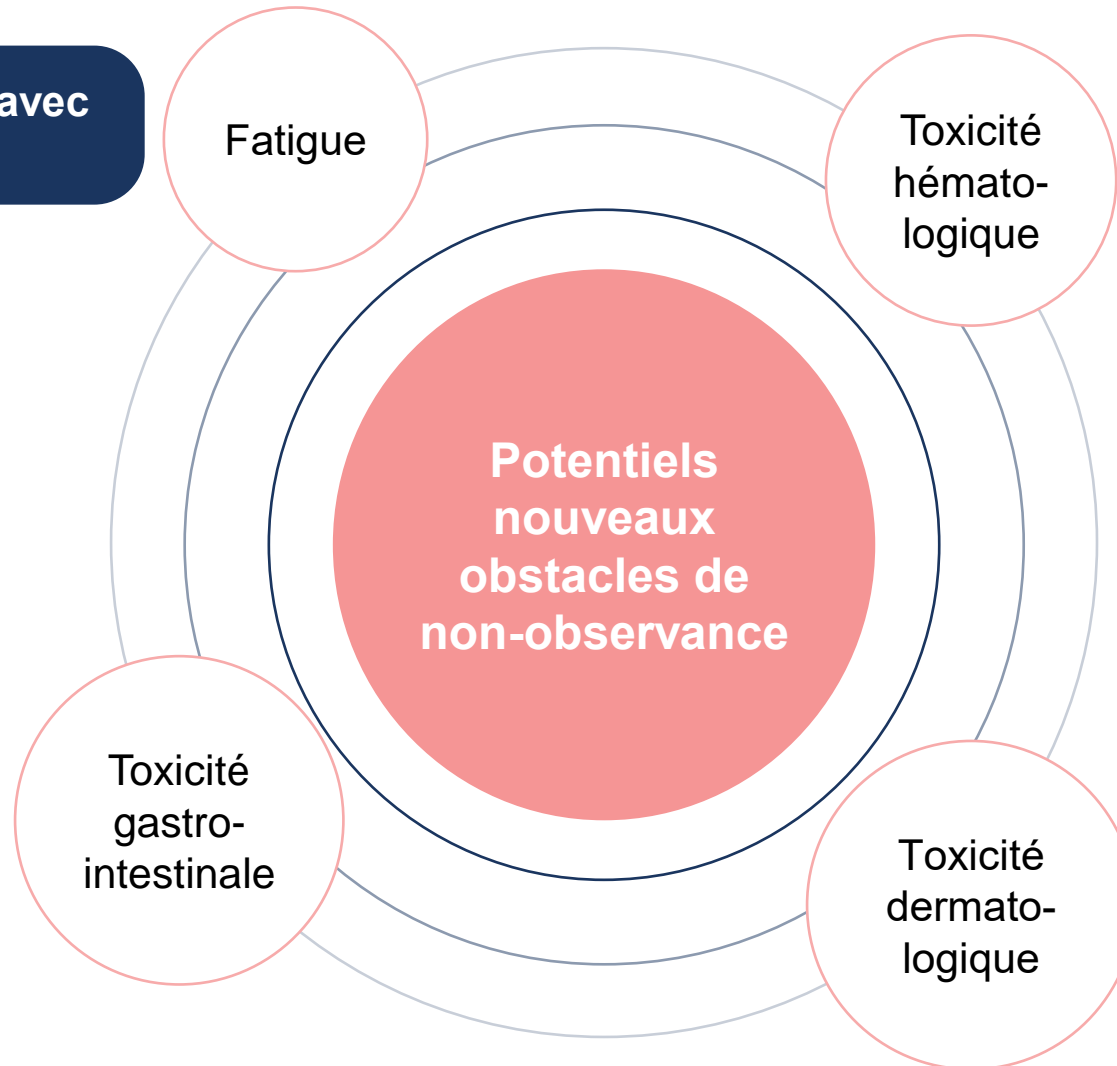 avec
Fatigue
Toxicité
hémato-
logique
Potentiels
nouveaux
obstacles de
non-observance
Toxicité
gastro-
intestinale
Toxicité
dermato-
logique